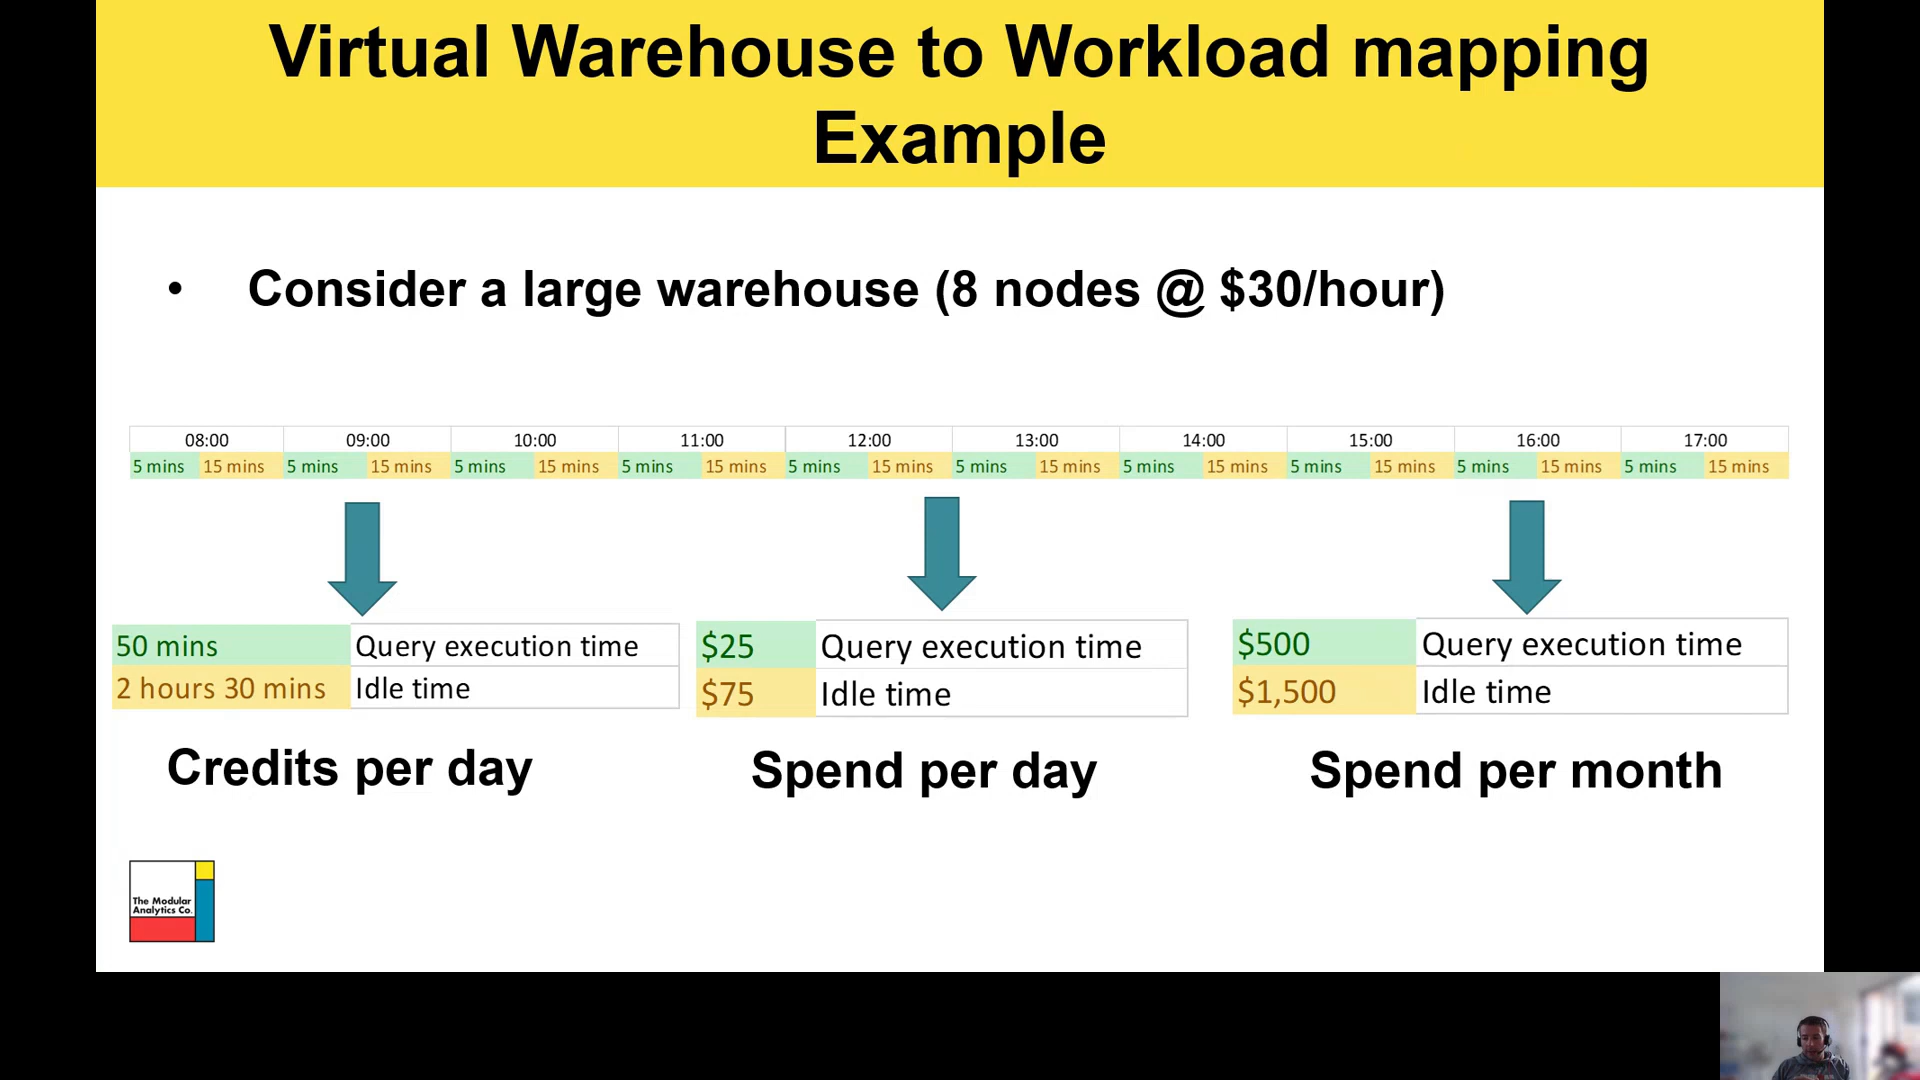 Virtual Warehouse to Workload mapping
Example
• Consider a large warehouse (8 nodes @ $30/hour)
08:00 09:00 10:00 11:00 12:00 13:00 14:00 15:00 16:00 17:00
5 mins 15 mins 5 mins 15 mins 5 mins 15 mins 5 mins 15 mins 5 mins 15 mins 5 mins 15 mins 5 mins 15 mins 5 mins 15 mins 5 mins 15 mins 5 mins 15 mins
50 mins Query execution time
2 hours 30 mins Idle time
Credits per day
$25 Query execution time
$75 Idle time
Spend per day
$500 Query execution time
$1,500 Idle time
Spend per month
The Modular
Analytics Co.